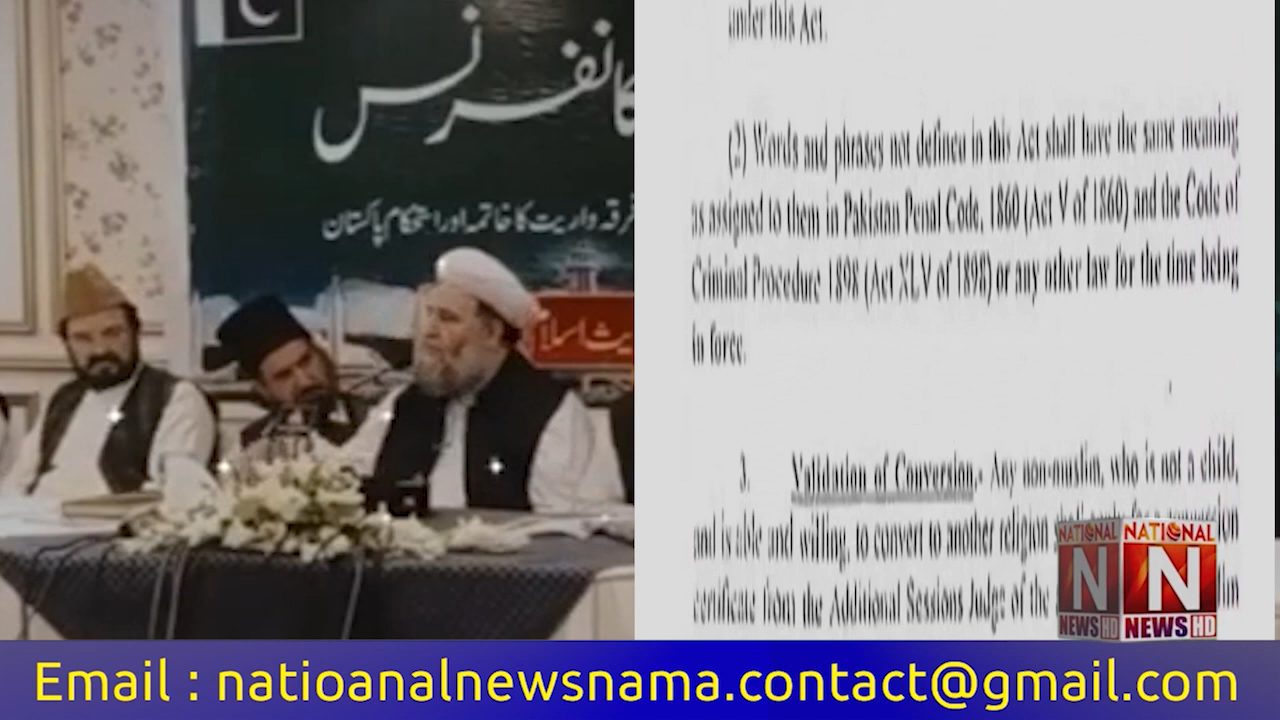 کانفرنس
فرقہ واریت کا خاتمہ اور استحکام پاکستان
under this Act.
(2) Words and phrases not defined in this Act shall have the same meaning
as assigned to them in Pakistan Penal Code, 1860 (Act V of 1860) and the Code of
Criminal Procedure 1898 (Act XLV of 1898) or any other law for the time being
in force.
3. Validation of Conversion.- Any non-muslim, who is not a child,
and is able and willing, to convert to another religion
certificate from the Additional Sessions Judge of the
NATIONAL
N
NEWS HD
NATIONAL
N
NEWS HD
Email : natioanalnewsnama.contact@gmail.com